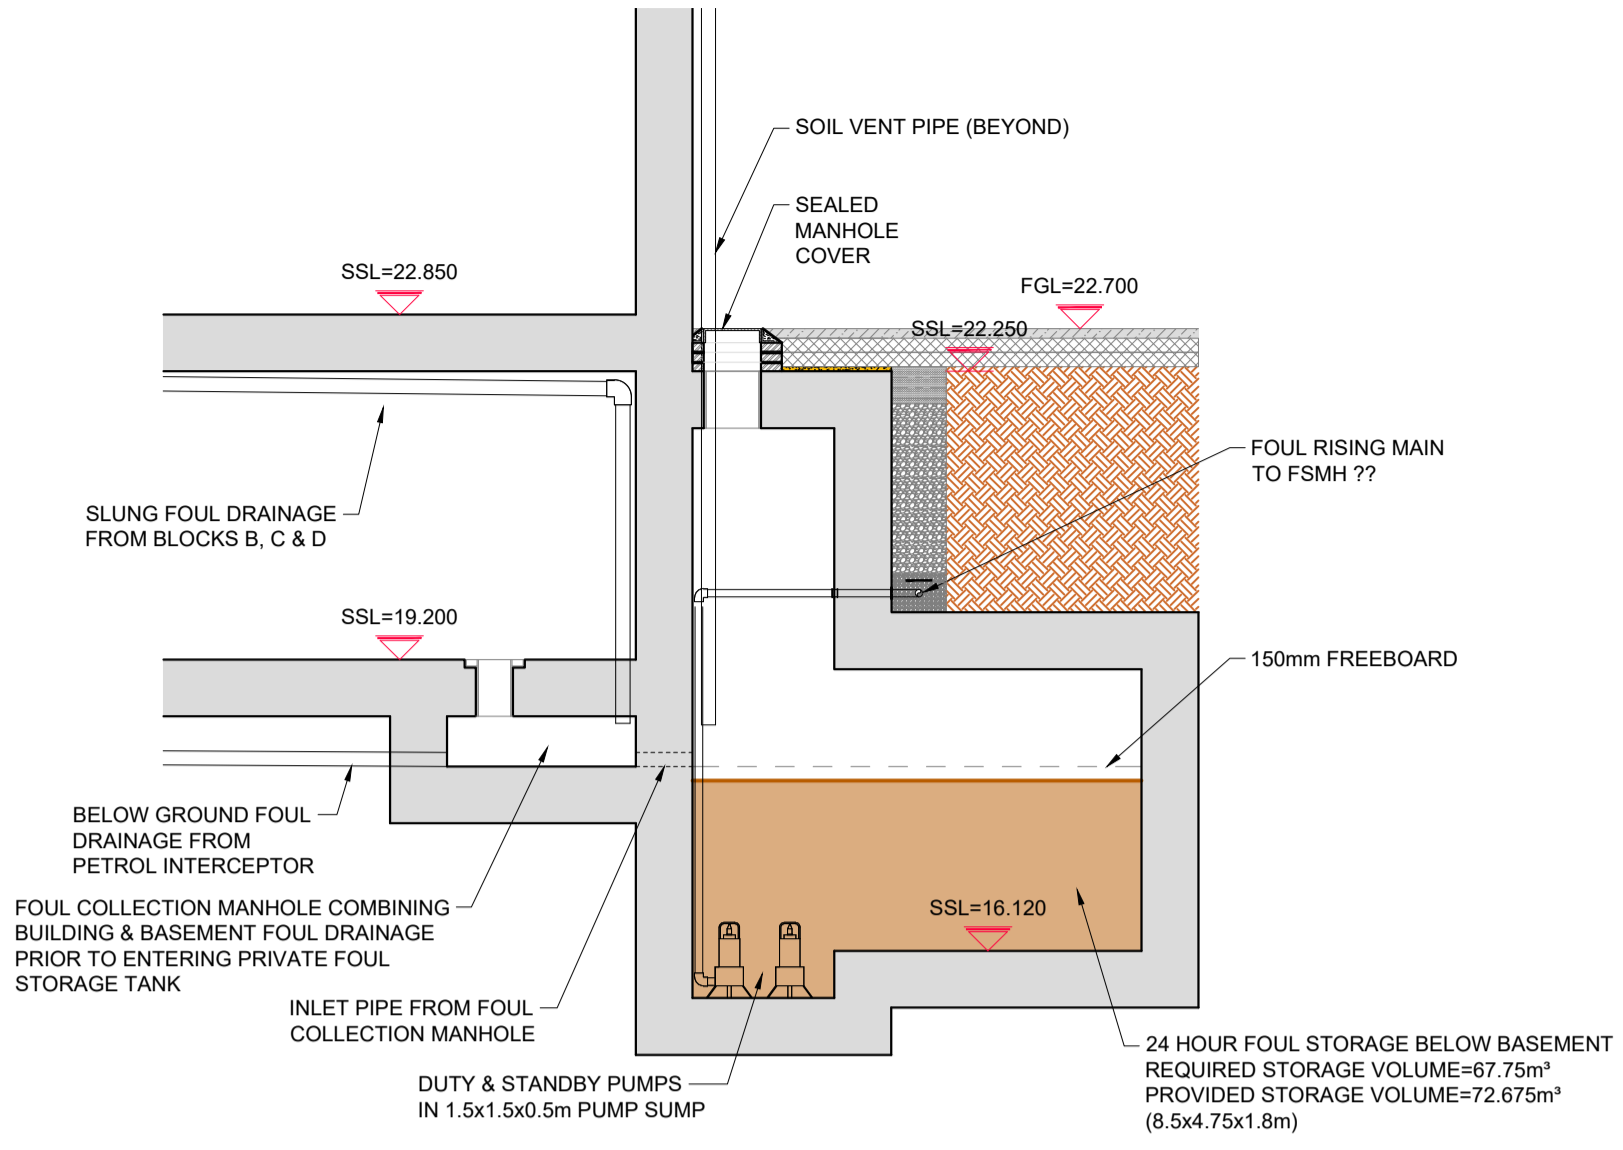 SOIL VENT PIPE (BEYOND)
SEALED
MANHOLE
COVER
SSL=22.850
FGL=22.700
SSL=22.250
FOUL RISING MAIN
TO FSMH ??
SLUNG FOUL DRAINAGE
FROM BLOCKS B, C & D
SSL=19.200
150mm FREEBOARD
BELOW GROUND FOUL
DRAINAGE FROM
PETROL INTERCEPTOR
FOUL COLLECTION MANHOLE COMBINING
BUILDING & BASEMENT FOUL DRAINAGE
PRIOR TO ENTERING PRIVATE FOUL
STORAGE TANK
SSL=16.120
INLET PIPE FROM FOUL
COLLECTION MANHOLE
DUTY & STANDBY PUMPS
IN 1.5x1.5x0.5m PUMP SUMP
24 HOUR FOUL STORAGE BELOW BASEMENT
REQUIRED STORAGE VOLUME=67.75m³
PROVIDED STORAGE VOLUME=72.675m³
(8.5x4.75x1.8m)